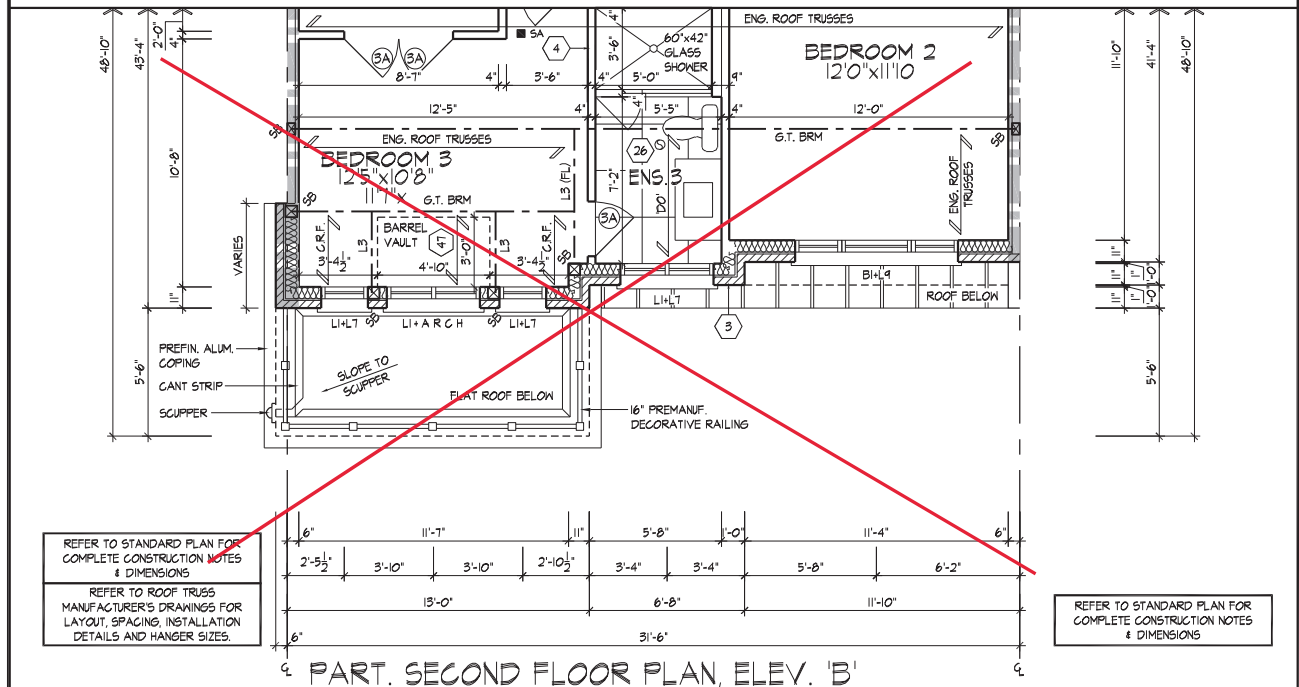 48'-10"
43'-4"
2'-0"
4"
3A
3A
SA
4
4"
3'-6"
60"x42"
GLASS
SHOWER
ENG. ROOF TRUSSES
BEDROOM 2
12'0"x11'10
11'-10"
41'-4"
48'-10"
8'-7"
4"
3'-6"
4"
5'-0"
9"
12'-5"
4"
4"
5'-5"
4"
12'-0"
SB
ENG. ROOF TRUSSES
G.T. BRM
SB
10'-8"
BEDROOM 3
12'5"x10'8"
11'1"x
L3 (FL)
26
ENS.3
7'-2"
DO'
ENG. ROOF
TRUSSES
SB
G.T. BRM
3A
VARIES
C.R.F.
L3
BARREL
VAULT
47
3'-0"
L3
C.R.F.
SB
3'-4½"
4'-10"
3'-4½"
11"
11"
1'-0"
B1+L9
11"
1"
1'-0"
1"
ROOF BELOW
L1+L7
L1+L7
SB
L1+ARCH
SB
L1+L7
3
PREFIN. ALUM.
COPING
5'-6"
SLOPE TO
SCUPPER
5'-6"
CANT STRIP
FLAT ROOF BELOW
SCUPPER
16" PREMANUF.
DECORATIVE RAILING
6"
11'-7"
11"
5'-8"
1'-0"
11'-4"
6"
REFER TO STANDARD PLAN FOR
COMPLETE CONSTRUCTION NOTES
& DIMENSIONS
2'-5½"
3'-10"
3'-10"
2'-10½"
3'-4"
3'-4"
5'-8"
6'-2"
REFER TO ROOF TRUSS
MANUFACTURER'S DRAWINGS FOR
LAYOUT, SPACING, INSTALLATION
DETAILS AND HANGER SIZES.
13'-0"
6'-8"
11'-10"
REFER TO STANDARD PLAN FOR
COMPLETE CONSTRUCTION NOTES
& DIMENSIONS
6"
31'-6"
℄
PART. SECOND FLOOR PLAN, ELEV. 'B'
℄